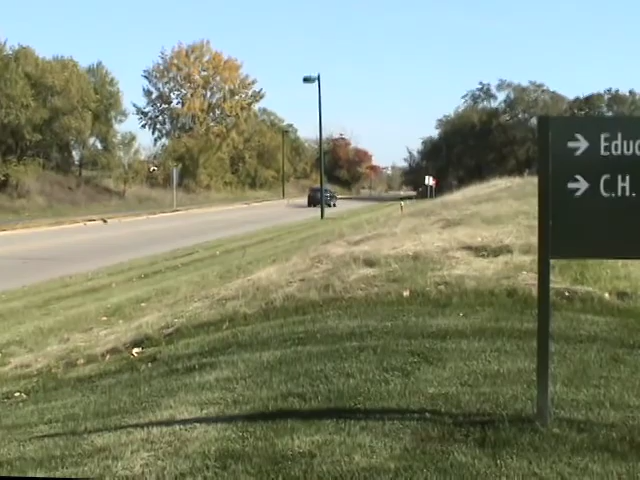 → Educ
→ C.H.